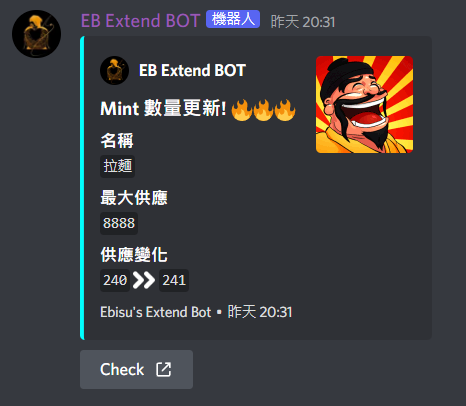 EB Extend BOT 機器人 昨天 20:31
EB Extend BOT
Mint 數量更新! 🔥🔥🔥
名稱
拉麵
最大供應
8888
供應變化
240 >> 241
Ebisu's Extend Bot • 昨天 20:31
Check